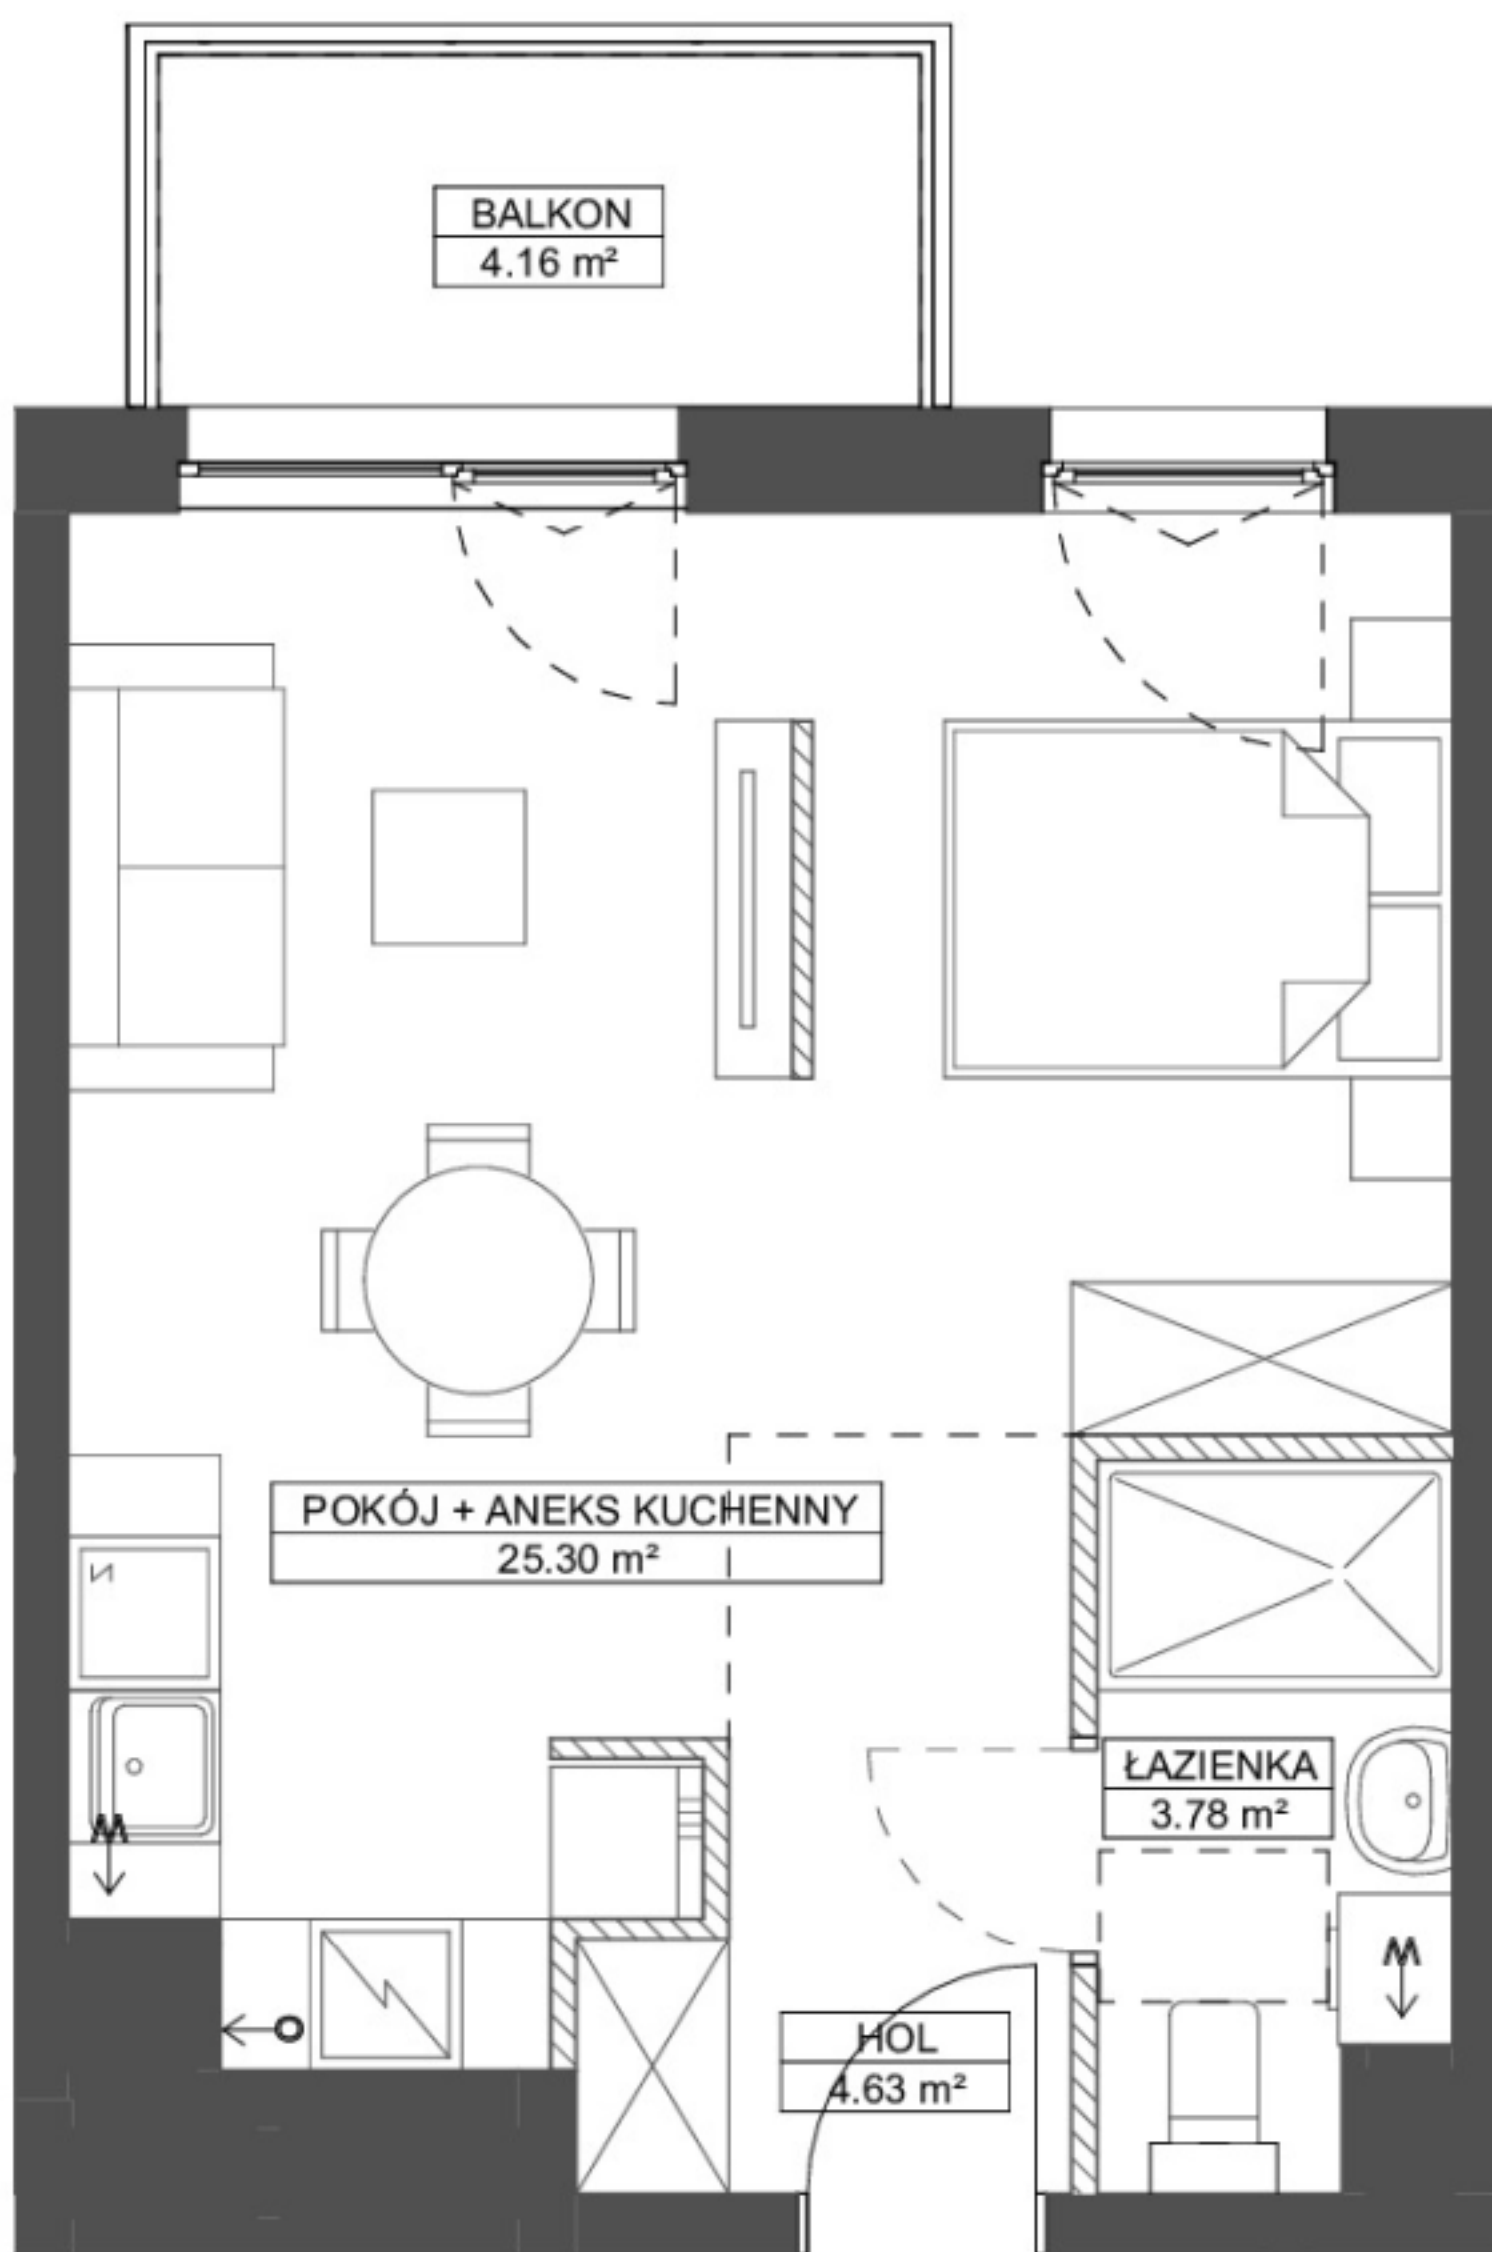 BALKON
4.16 m²
POKÓJ + ANEKS KUCHENNY
25.30 m²
ŁAZIENKA
3.78 m²
W
W
O
HOL
4.63 m²